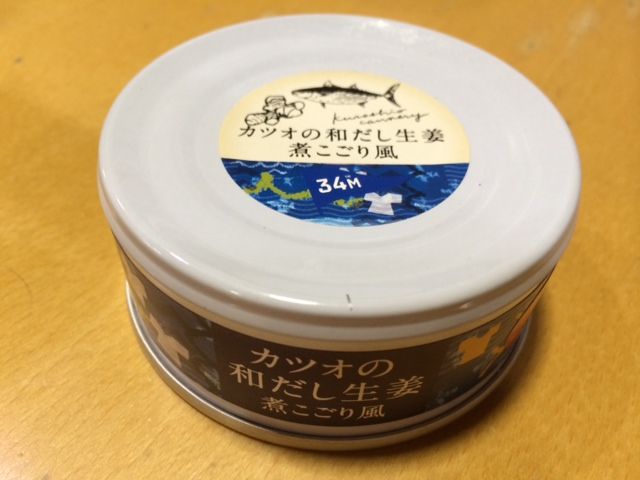 Kuroshio
cannery
カツオの和だし生姜
煮こごり風
34M
カツオの
和だし生姜
煮こごり風